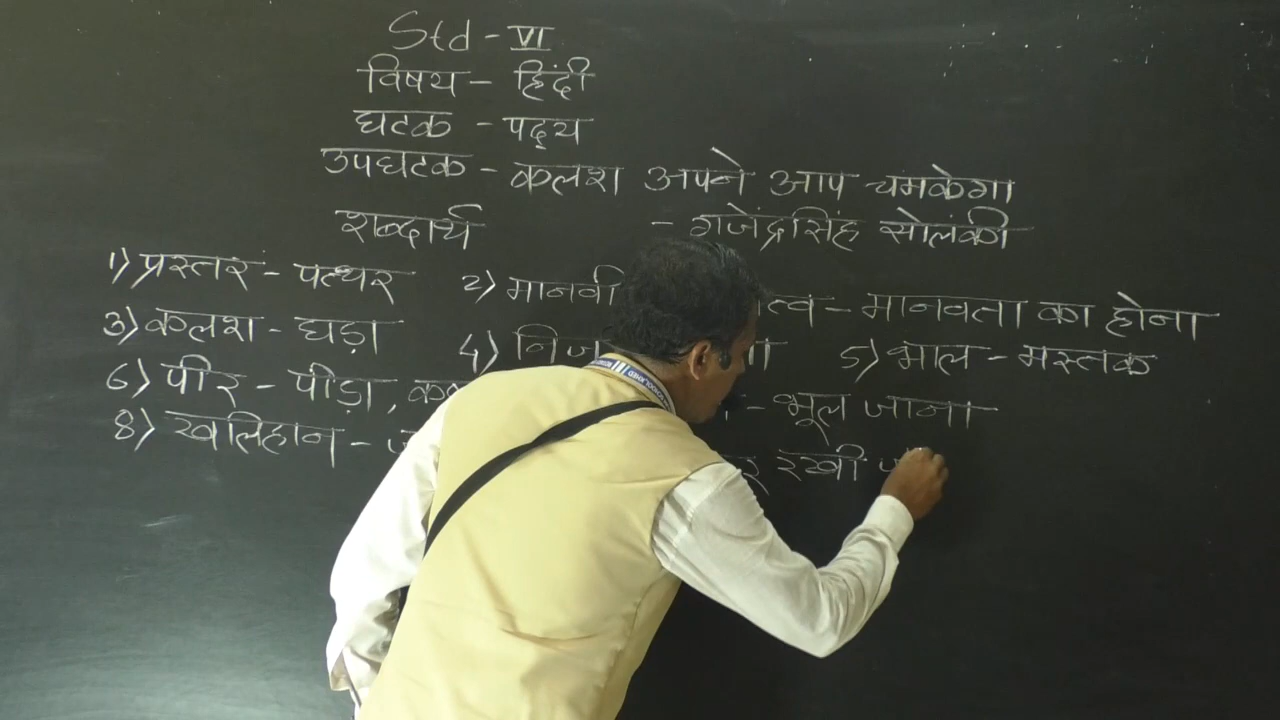 Std - VI
विषय - हिंदी
घटक - पद्य
उपघटक - कलश अपने आप चमकेगा
शब्दार्थ - गजेंद्रसिंह सोलंकी
1) प्रस्तर - पत्थर 2) मानवी - मानवता का होना
3) कलश - घड़ा 4) 5) भाल - मस्तक
6) पीर - पीड़ा, - भूल जाना
8) खलिहान - रखी